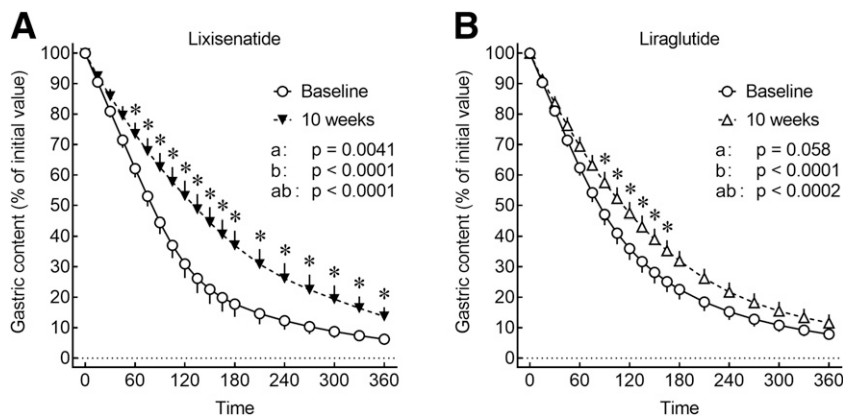 A
Lixisenatide
Gastric content (% of initial value)
100
90
80
70
60
50
40
30
20
10
0
Baseline
10 weeks
a: p = 0.0041
b: p < 0.0001
ab: p < 0.0001
* * * * * * * * * * * * * * *
0 60 120 180 240 300 360
Time
B
Liraglutide
Gastric content (% of initial value)
100
90
80
70
60
50
40
30
20
10
0
Baseline
10 weeks
a: p = 0.058
b: p < 0.0001
ab: p < 0.0002
* * * * * *
0 60 120 180 240 300 360
Time